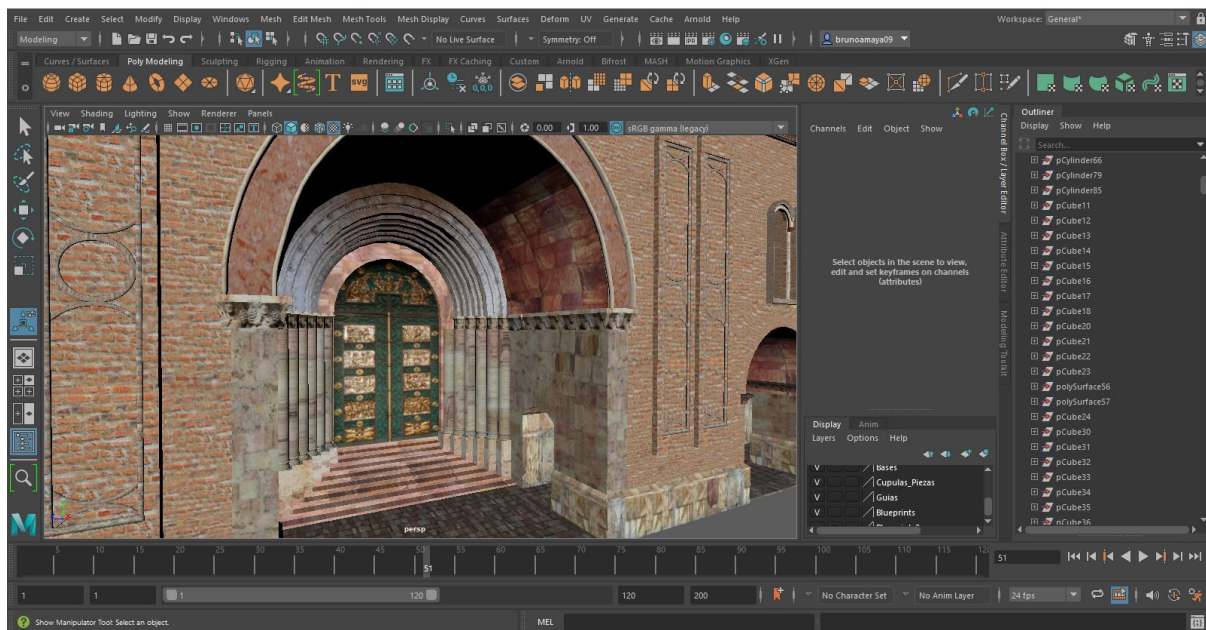 File Edit Create Select Modify Display Windows Mesh Edit Mesh Mesh Tools Mesh Display Curves Surfaces Deform UV Generate Cache Arnold Help Workspace: General*
Modeling No Live Surface Symmetry: Off brunoamaya09
Curves / Surfaces Poly Modeling Sculpting Rigging Animation Rendering FX FX Caching Custom Arnold Bifrost MASH Motion Graphics XGen
T SVG 0,0,0
View Shading Lighting Show Renderer Panels
0.00 1.00 sRGB gamma (legacy)
persp
Channels Edit Object Show
Select objects in the scene to view,
edit and set keyframes on channels
(attributes)
Display Anim
Layers Options Help
V Bases
V Cupulas_Piezas
V Guias
V Blueprints
Channel Box / Layer Editor
Attribute Editor
Modeling Toolkit
Outliner
Display Show Help
Search...
pCylinder66
pCylinder79
pCylinder85
pCube11
pCube12
pCube13
pCube14
pCube15
pCube16
pCube17
pCube18
pCube20
pCube21
pCube22
pCube23
polySurface56
polySurface57
pCube24
pCube30
pCube31
pCube32
pCube33
pCube34
pCube35
pCube36
5 10 15 20 25 30 35 40 45 50 55 60 65 70 75 80 85 90 95 100 105 110 115 120
51 51
1 1 1 120 120 200 No Character Set No Anim Layer 24 fps
Show Manipulator Tool: Select an object. MEL